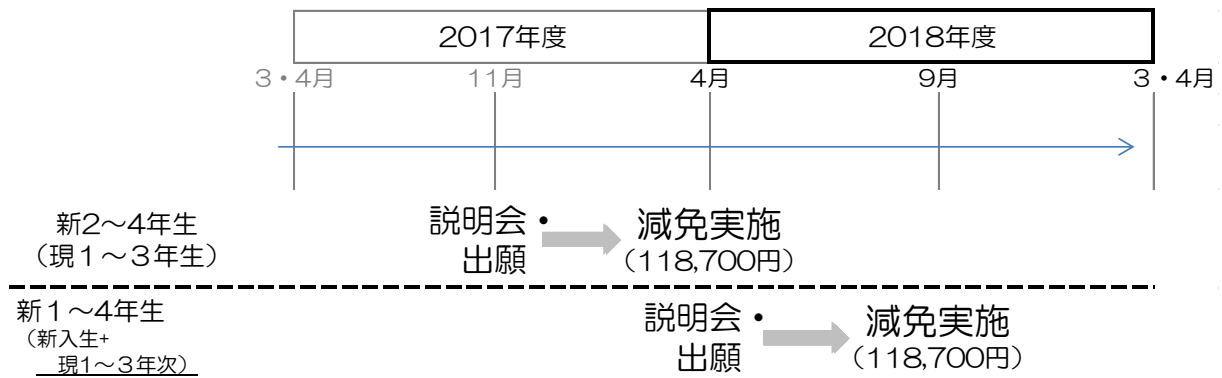 2017年度 2018年度
3・4月 11月 4月 9月 3・4月
新2～4年生
（現１～３年生）
説明会・
出願
減免実施
（118,700円）
新１～4年生
（新入生+
現1～３年次）
説明会・
出願
減免実施
（118,700円）